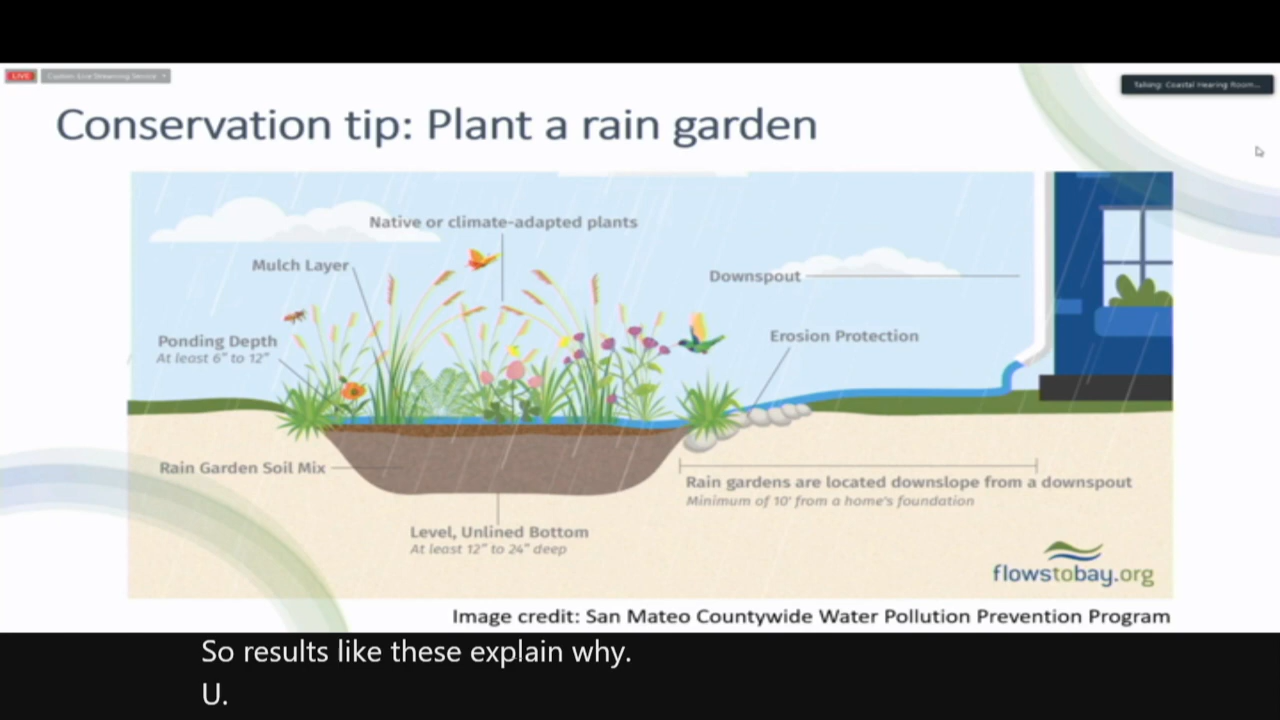 LIVE
Custom Live Streaming Service
Talking: Coastal Hearing Room...
Conservation tip: Plant a rain garden
Native or climate-adapted plants
Mulch Layer
Downspout
Ponding Depth
At least 6" to 12"
Erosion Protection
Rain Garden Soil Mix
Rain gardens are located downslope from a downspout
Minimum of 10' from a home's foundation
Level, Unlined Bottom
At least 12" to 24" deep
flowstobay.org
Image credit: San Mateo Countywide Water Pollution Prevention Program
So results like these explain why.
U.